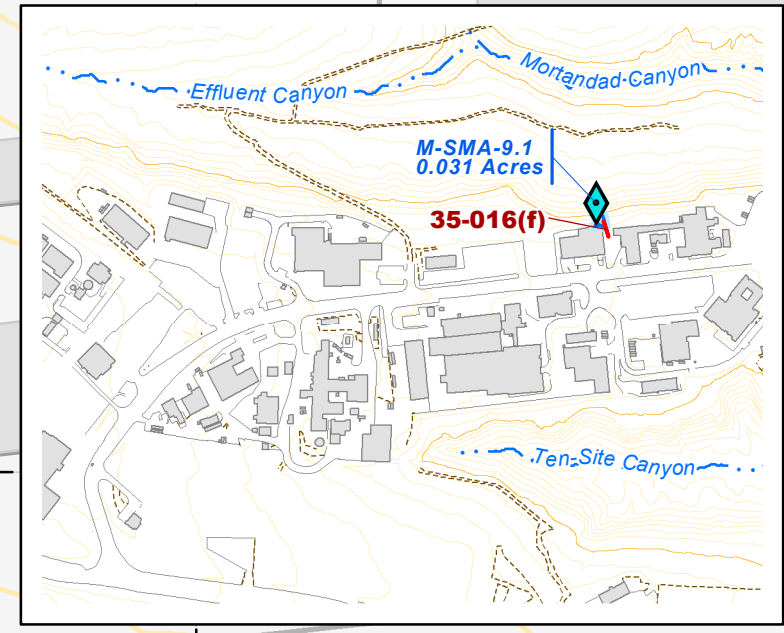 Effluent Canyon
Mortandad Canyon
M-SMA-9.1
0.031 Acres
35-016(f)
Ten-Site Canyon